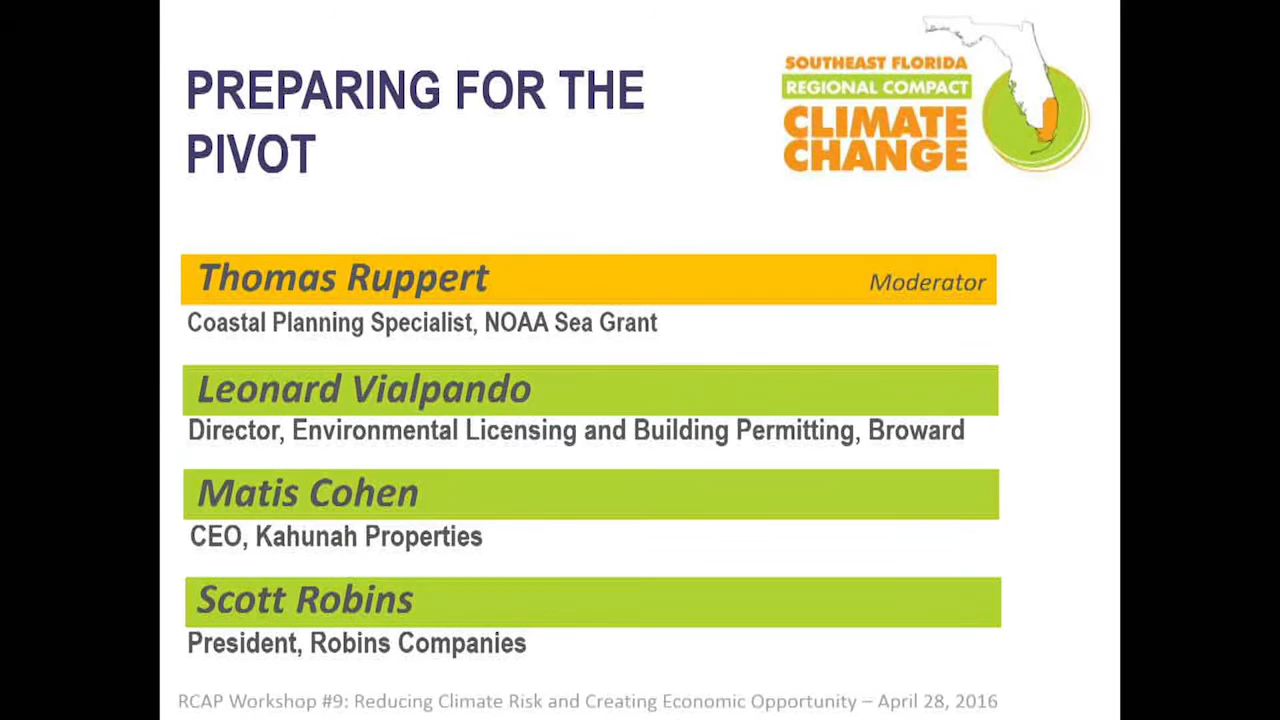 PREPARING FOR THE
PIVOT
SOUTHEAST FLORIDA
REGIONAL COMPACT
CLIMATE
CHANGE
Thomas Ruppert Moderator
Coastal Planning Specialist, NOAA Sea Grant
Leonard Vialpando
Director, Environmental Licensing and Building Permitting, Broward
Matis Cohen
CEO, Kahunah Properties
Scott Robins
President, Robins Companies
RCAP Workshop #9: Reducing Climate Risk and Creating Economic Opportunity – April 28, 2016